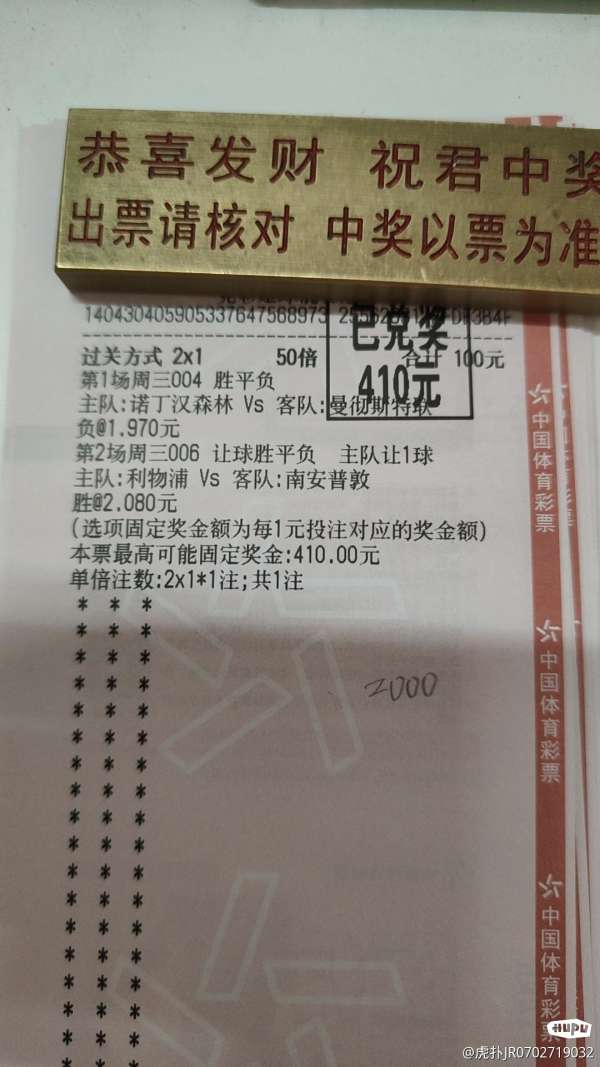 恭喜发财 祝君中奖
出票请核对 中奖以票为准
140430405905337647568973
已兑奖
410元
过关方式 2x1 50倍 合计 100元
第1场周三004 胜平负
主队:诺丁汉森林 Vs 客队:曼彻斯特联
负@1.970元
第2场周三006 让球胜平负 主队让1球
主队:利物浦 Vs 客队:南安普敦
胜@2.080元
(选项固定奖金额为每1元投注对应的奖金额)
本票最高可能固定奖金:410.00元
单倍注数:2x1*1注;共1注
2000
中国体育彩票
中国体育彩票
中国体育彩票
HUPU
@虎扑JR0702719032